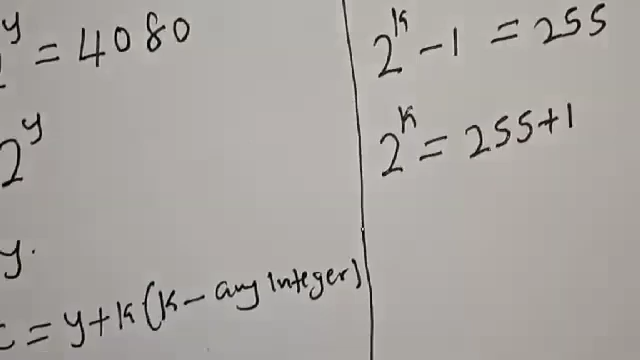 y = 4080
2^y
y.
= y+k (k - any integer)
2^k - 1 = 255
2^k = 255+1